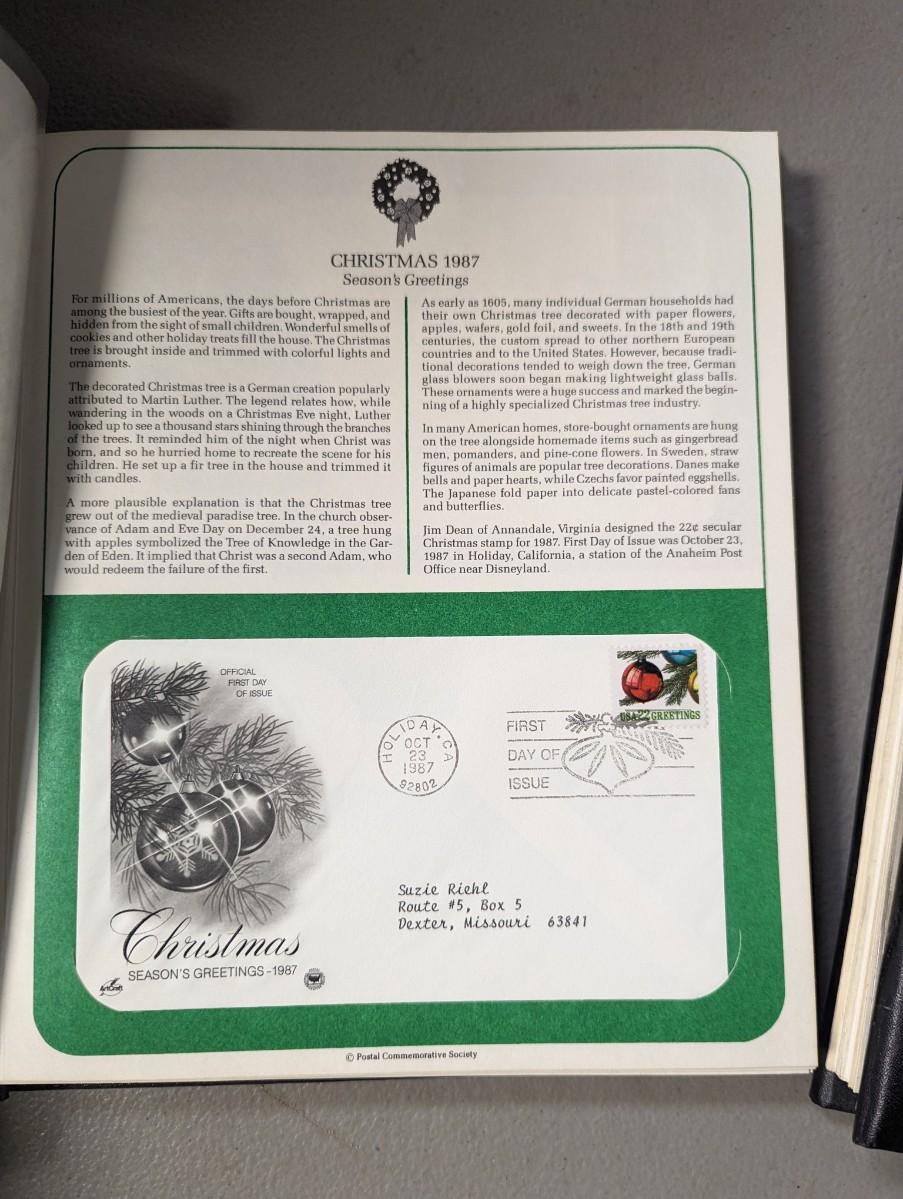 CHRISTMAS 1987
Season's Greetings
For millions of Americans, the days before Christmas are
among the busiest of the year. Gifts are bought, wrapped, and
hidden from the sight of small children. Wonderful smells of
cookies and other holiday treats fill the house. The Christmas
tree is brought inside and trimmed with colorful lights and
ornaments.
The decorated Christmas tree is a German creation popularly
attributed to Martin Luther. The legend relates how, while
wandering in the woods on a Christmas Eve night, Luther
looked up to see a thousand stars shining through the branches
of the trees. It reminded him of the night when Christ was
born, and so he hurried home to recreate the scene for his
children. He set up a fir tree in the house and trimmed it
with candles.
A more plausible explanation is that the Christmas tree
grew out of the medieval paradise tree. In the church obser-
vance of Adam and Eve Day on December 24, a tree hung
with apples symbolized the Tree of Knowledge in the Gar-
den of Eden. It implied that Christ was a second Adam, who
would redeem the failure of the first.
As early as 1605, many individual German households had
their own Christmas tree decorated with paper flowers,
apples, wafers, gold foil, and sweets. In the 18th and 19th
centuries, the custom spread to other northern European
countries and to the United States. However, because tradi-
tional decorations tended to weigh down the tree, German
glass blowers soon began making lightweight glass balls.
These ornaments were a huge success and marked the begin-
ning of a highly specialized Christmas tree industry.
In many American homes, store-bought ornaments are hung
on the tree alongside homemade items such as gingerbread
men, pomanders, and pine-cone flowers. In Sweden, straw
figures of animals are popular tree decorations. Danes make
bells and paper hearts, while Czechs favor painted eggshells.
The Japanese fold paper into delicate pastel-colored fans
and butterflies.
Jim Dean of Annandale, Virginia designed the 22¢ secular
Christmas stamp for 1987. First Day of Issue was October 23,
1987 in Holiday, California, a station of the Anaheim Post
Office near Disneyland.
OFFICIAL
FIRST DAY
OF ISSUE
HOLIDAY · CA
OCT
23
1987
92802
USA 22 GREETINGS
FIRST
DAY OF
ISSUE
Suzie Riehl
Route #5, Box 5
Dexter, Missouri 63841
Christmas
SEASON'S GREETINGS - 1987
ArtCraft
© Postal Commemorative Society